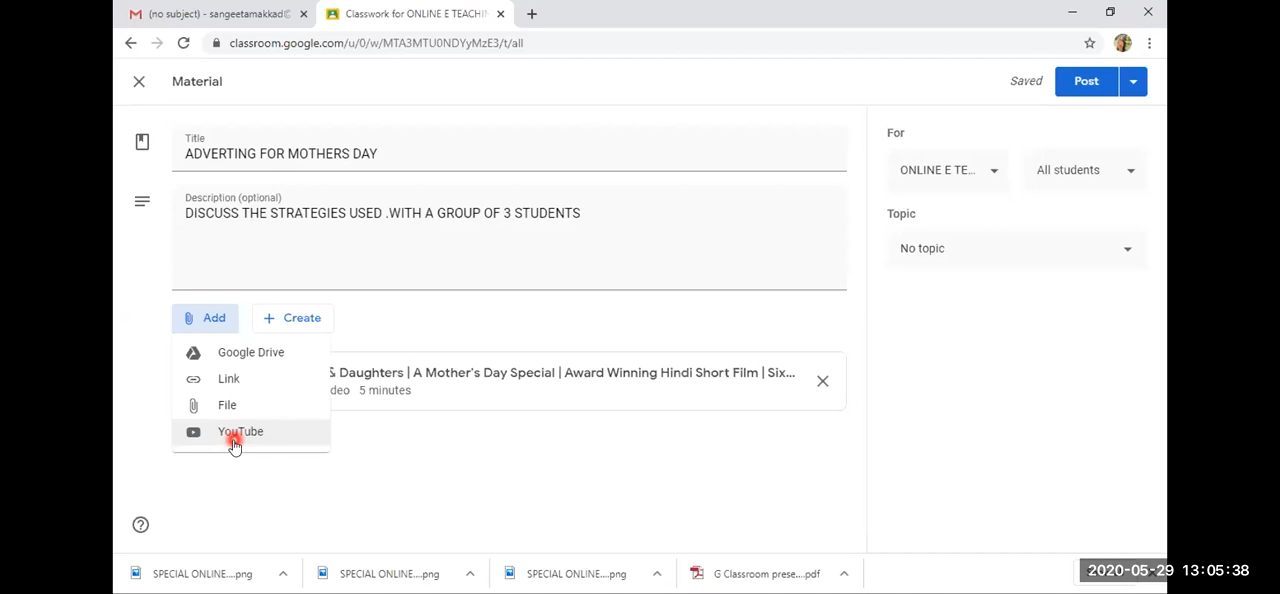 (no subject) - sangeetamakkad@
Classwork for ONLINE E TEACHIN
classroom.google.com/u/0/w/MTA3MTU0NDYyMzE3/t/all
Material
Saved
Post
Title
ADVERTING FOR MOTHERS DAY
Description (optional)
DISCUSS THE STRATEGIES USED .WITH A GROUP OF 3 STUDENTS
For
ONLINE E TE...
All students
Topic
No topic
Add
Create
Google Drive
Link
File
YouTube
& Daughters | A Mother's Day Special | Award Winning Hindi Short Film | Six...
deo 5 minutes
SPECIAL ONLINE....png
SPECIAL ONLINE....png
SPECIAL ONLINE....png
G Classroom prese....pdf
2020-05-29 13:05:38